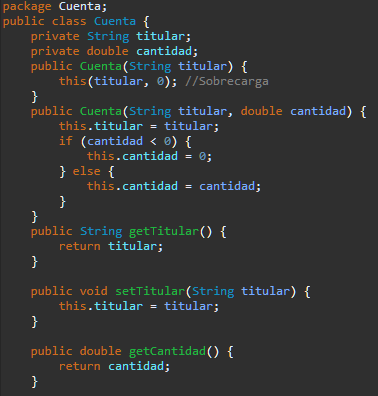 package Cuenta;
public class Cuenta {
    private String titular;
    private double cantidad;
    public Cuenta(String titular) {
        this(titular, 0); //Sobrecarga
    }
    public Cuenta(String titular, double cantidad) {
        this.titular = titular;
        if (cantidad < 0) {
            this.cantidad = 0;
        } else {
            this.cantidad = cantidad;
        }
    }
    public String getTitular() {
        return titular;
    }

    public void setTitular(String titular) {
        this.titular = titular;
    }

    public double getCantidad() {
        return cantidad;
    }